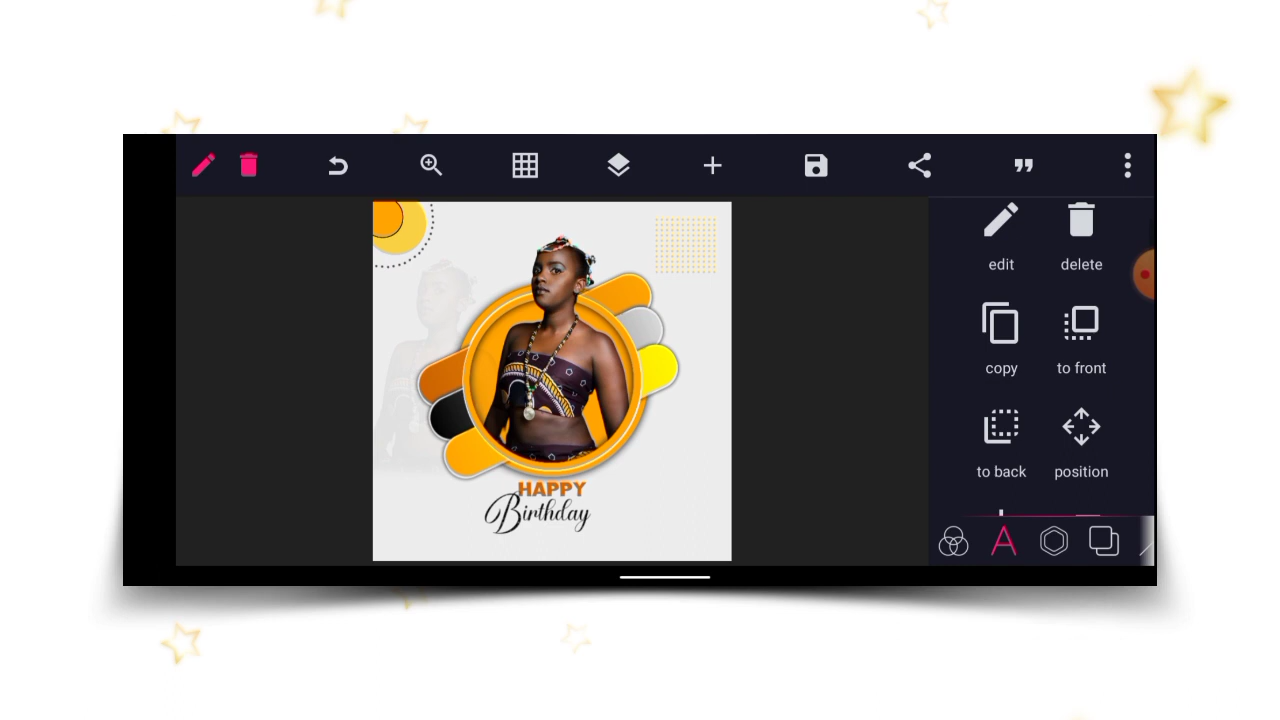 edit
delete
copy
to front
to back
position
HAPPY
Birthday